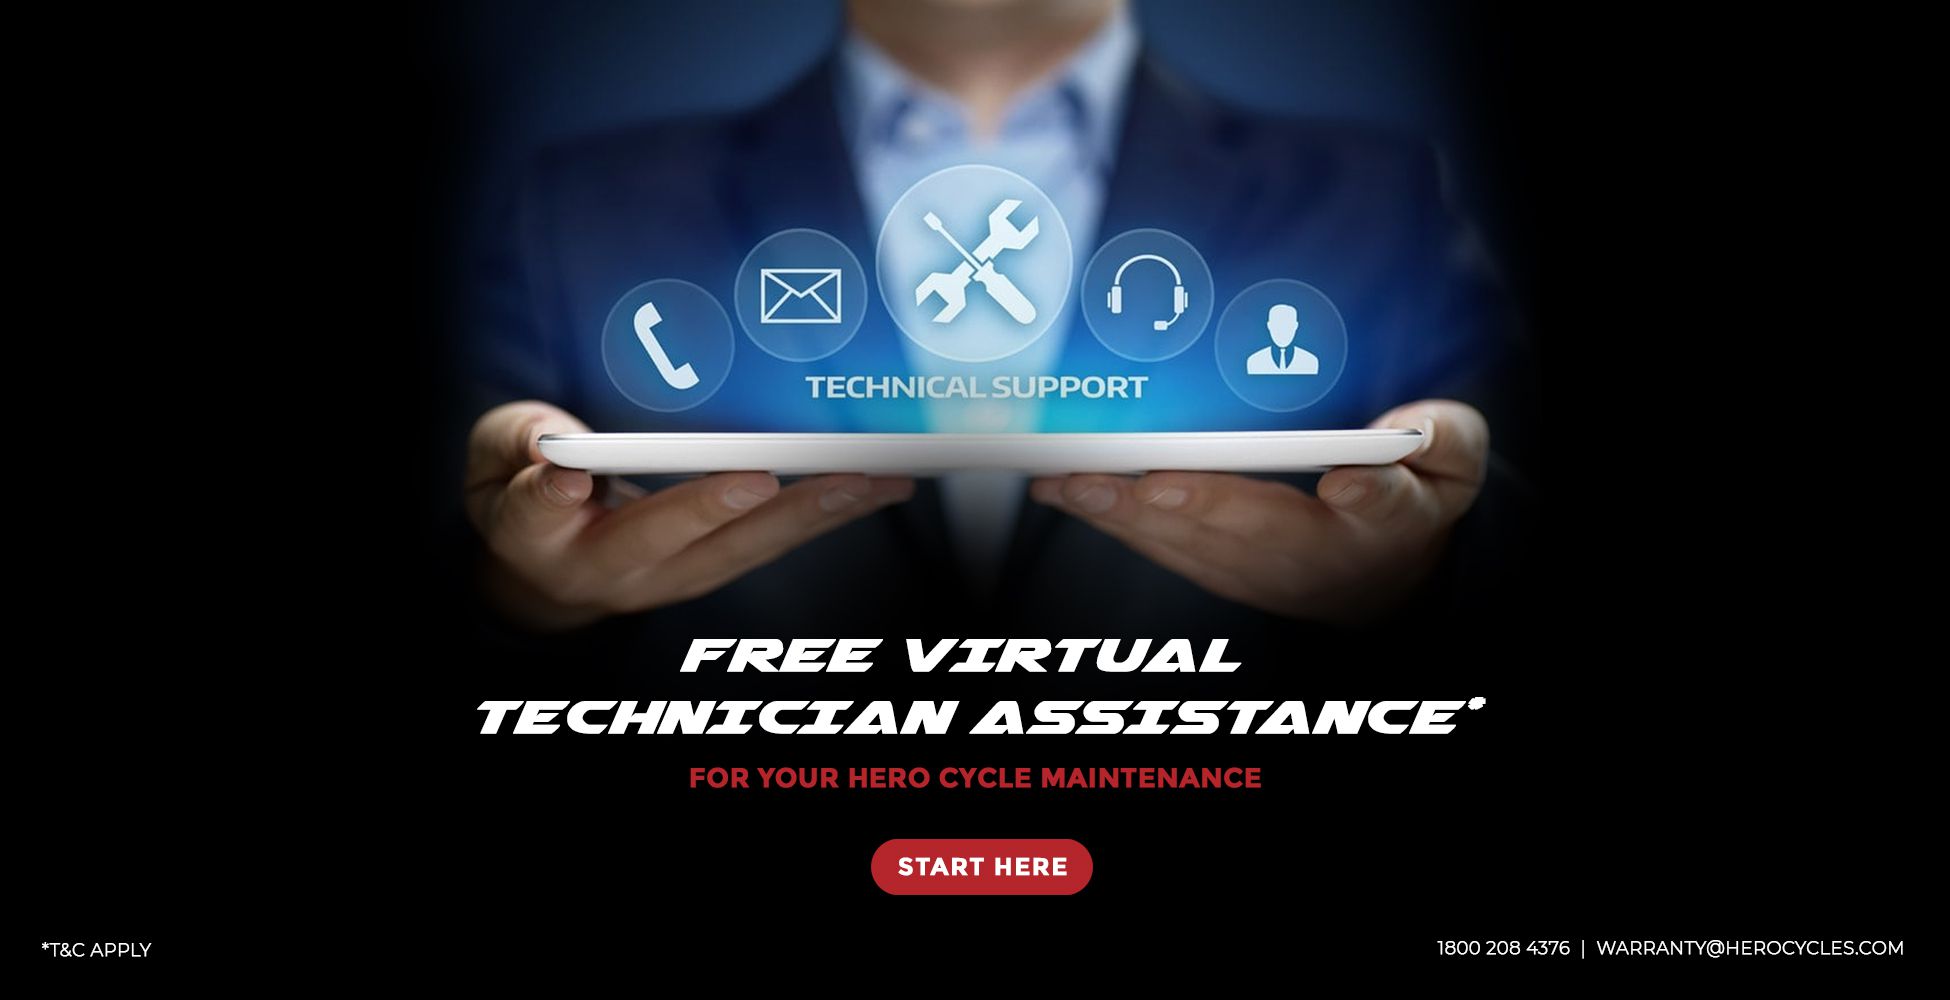 TECHNICAL SUPPORT
FREE VIRTUAL
TECHNICIAN ASSISTANCE*
FOR YOUR HERO CYCLE MAINTENANCE
START HERE
*T&C APPLY
1800 208 4376 | WARRANTY@HEROCYCLES.COM